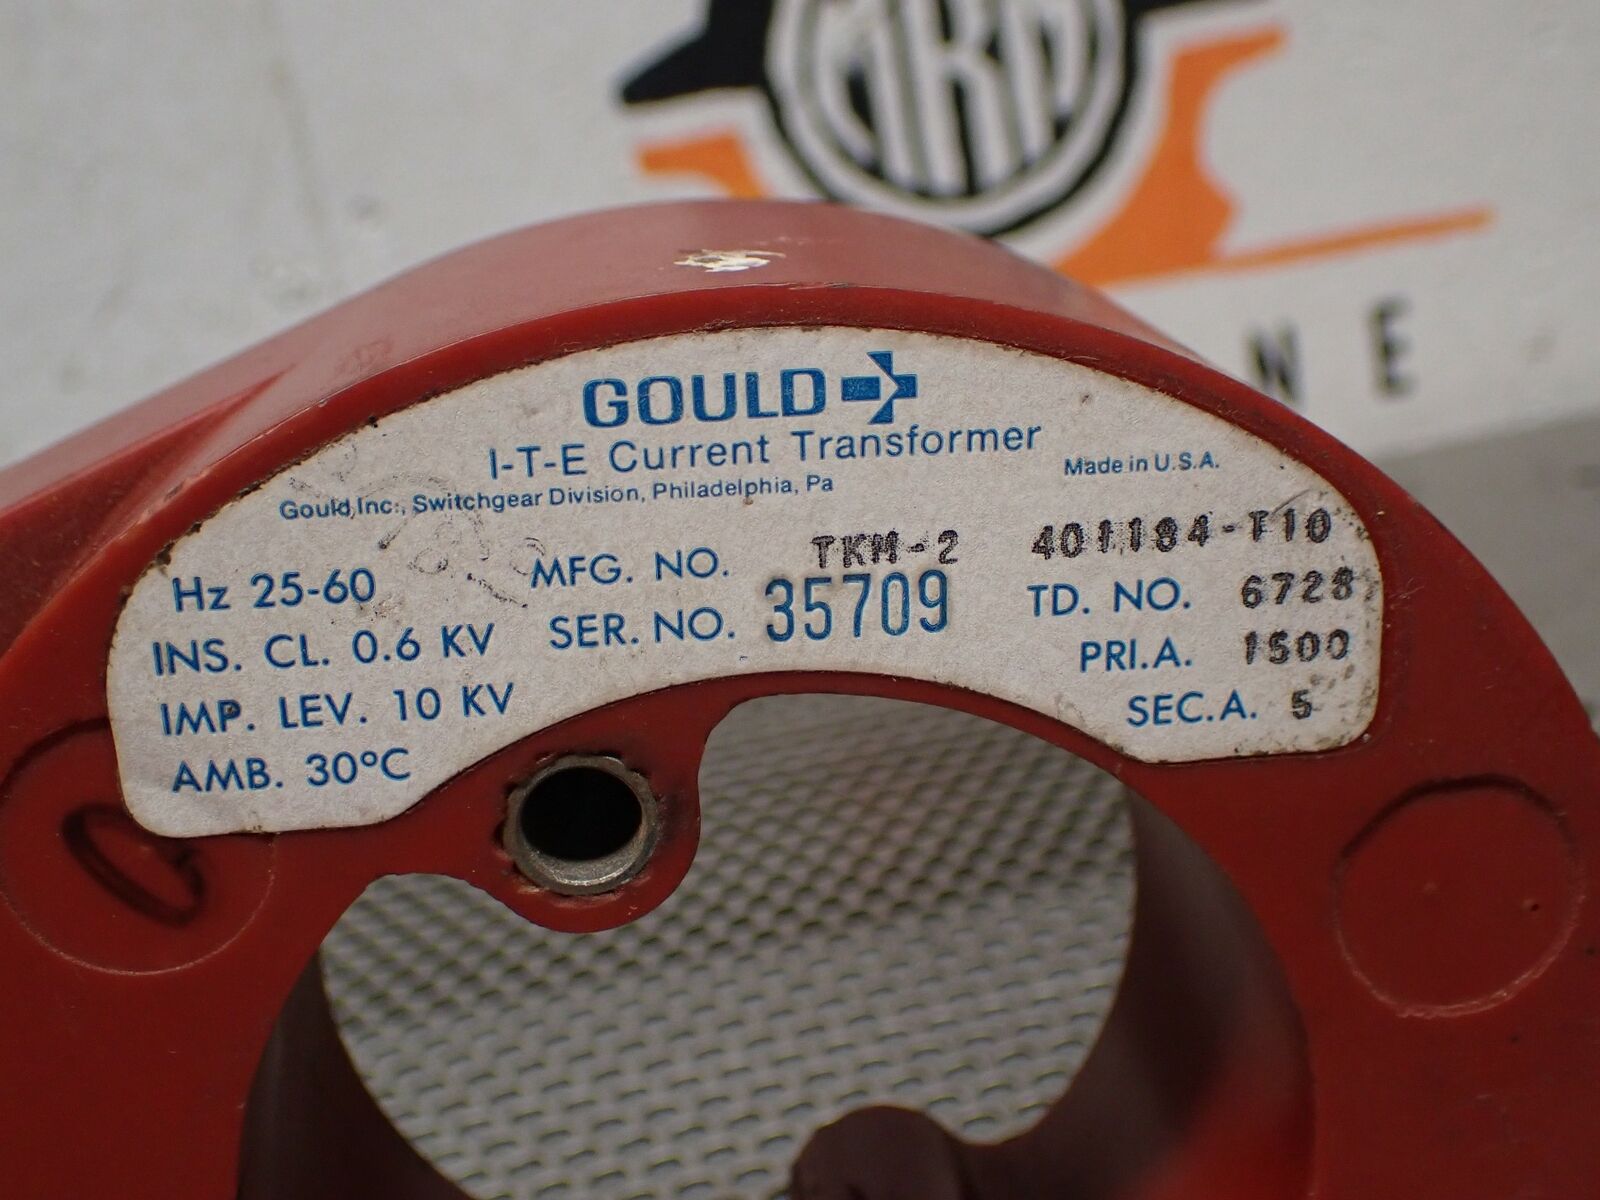 MKM
NE
GOULD
I-T-E Current Transformer
Gould Inc., Switchgear Division, Philadelphia, Pa
Made in U.S.A.
Hz 25-60
INS. CL. 0.6 KV
IMP. LEV. 10 KV
AMB. 30°C
MFG. NO. TKM-2 401184-T10
SER. NO. 35709
TD. NO. 6728
PRI.A. 1500
SEC.A. 5